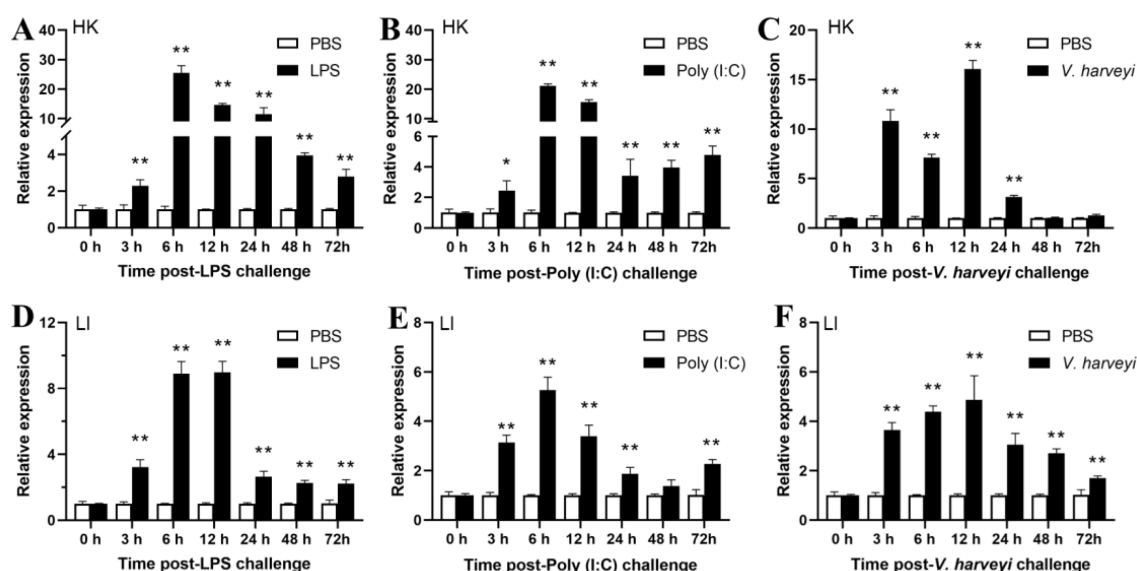 A HK
PBS
LPS
Relative expression
40
30
20
10
4
2
0
** ** ** ** ** **
0 h 3 h 6 h 12 h 24 h 48 h 72h
Time post-LPS challenge
B HK
PBS
Poly (I:C)
Relative expression
40
30
20
10
6
4
2
0
* ** ** ** ** **
0 h 3 h 6 h 12 h 24 h 48 h 72h
Time post-Poly (I:C) challenge
C HK
PBS
V. harveyi
Relative expression
20
15
10
5
0
** ** ** **
0 h 3 h 6 h 12 h 24 h 48 h 72h
Time post-V. harveyi challenge
D LI
PBS
LPS
Relative expression
12
9
6
3
0
** ** ** ** ** **
0 h 3 h 6 h 12 h 24 h 48 h 72h
Time post-LPS challenge
E LI
PBS
Poly (I:C)
Relative expression
8
6
4
2
0
** ** ** ** **
0 h 3 h 6 h 12 h 24 h 48 h 72h
Time post-Poly (I:C) challenge
F LI
PBS
V. harveyi
Relative expression
8
6
4
2
0
** ** ** ** ** **
0 h 3 h 6 h 12 h 24 h 48 h 72h
Time post-V. harveyi challenge